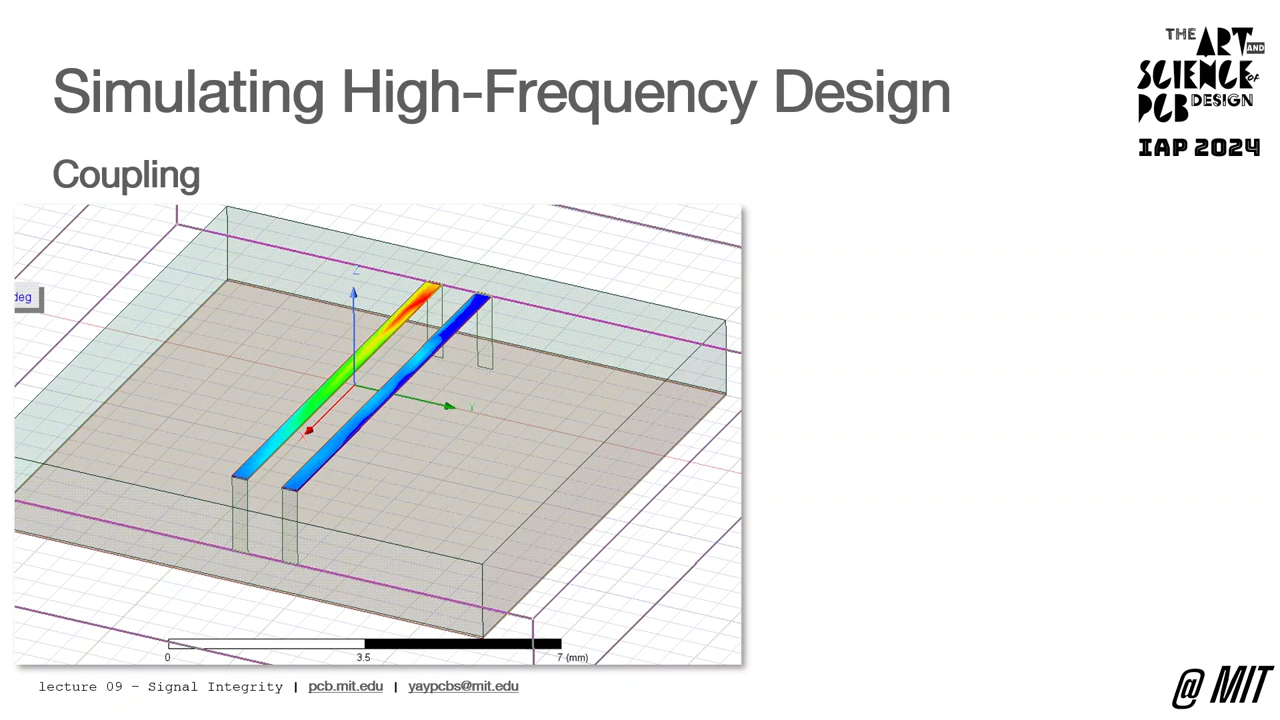 Simulating High-Frequency Design
THE ART AND
SCIENCE of
PCB DESIGN
IAP 2024
Coupling
Z
deg
Y
X
0 3.5 7 (mm)
lecture 09 – Signal Integrity | pcb.mit.edu | yaypcbs@mit.edu
@ MIT